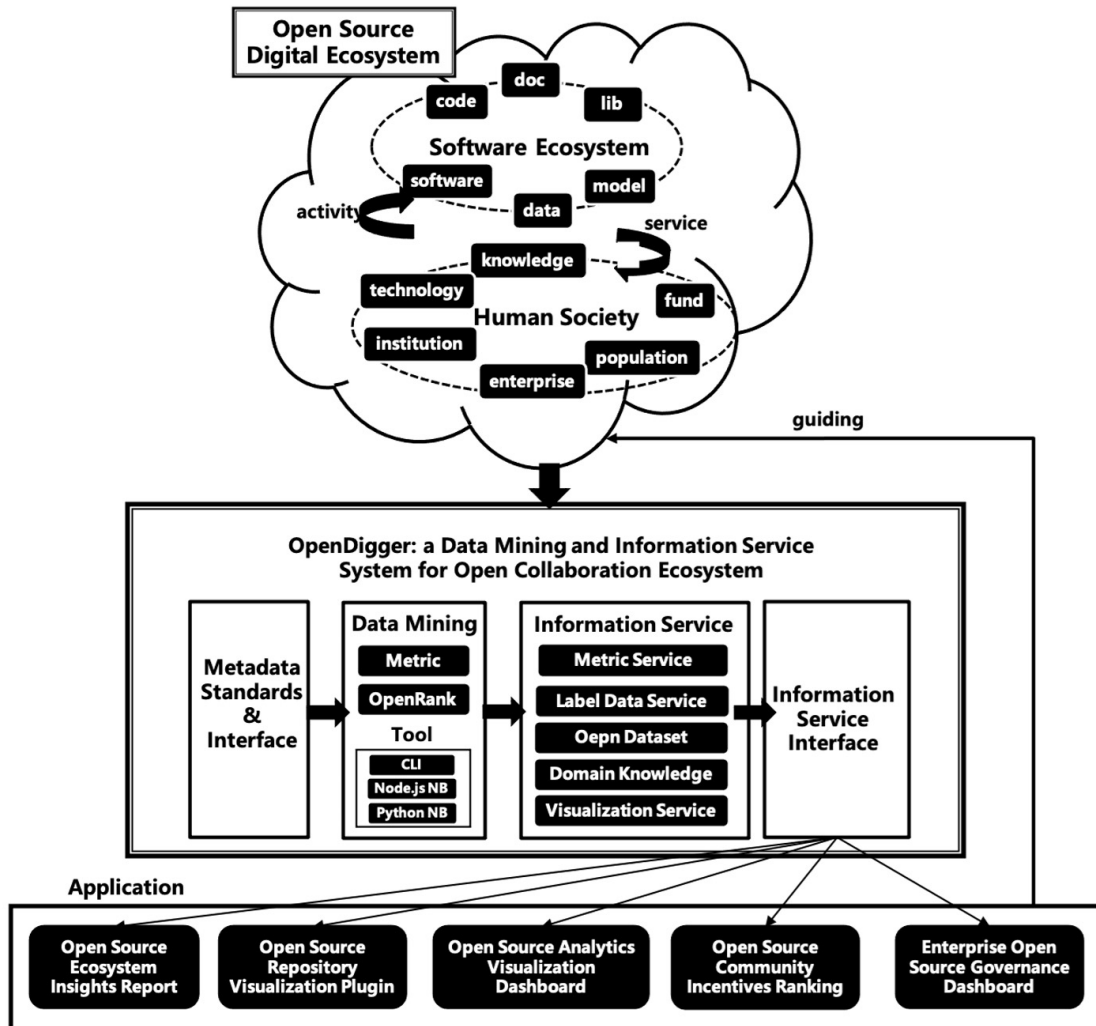 Open Source
Digital Ecosystem
doc
code
lib
Software Ecosystem
software
model
data
activity
service
knowledge
technology
fund
Human Society
institution
population
enterprise
guiding
OpenDigger: a Data Mining and Information Service
System for Open Collaboration Ecosystem
Metadata
Standards
&
Interface
Data Mining
Metric
OpenRank
Tool
CLI
Node.js NB
Python NB
Information Service
Metric Service
Label Data Service
Oepn Dataset
Domain Knowledge
Visualization Service
Information
Service
Interface
Application
Open Source
Ecosystem
Insights Report
Open Source
Repository
Visualization Plugin
Open Source Analytics
Visualization
Dashboard
Open Source
Community
Incentives Ranking
Enterprise Open
Source Governance
Dashboard